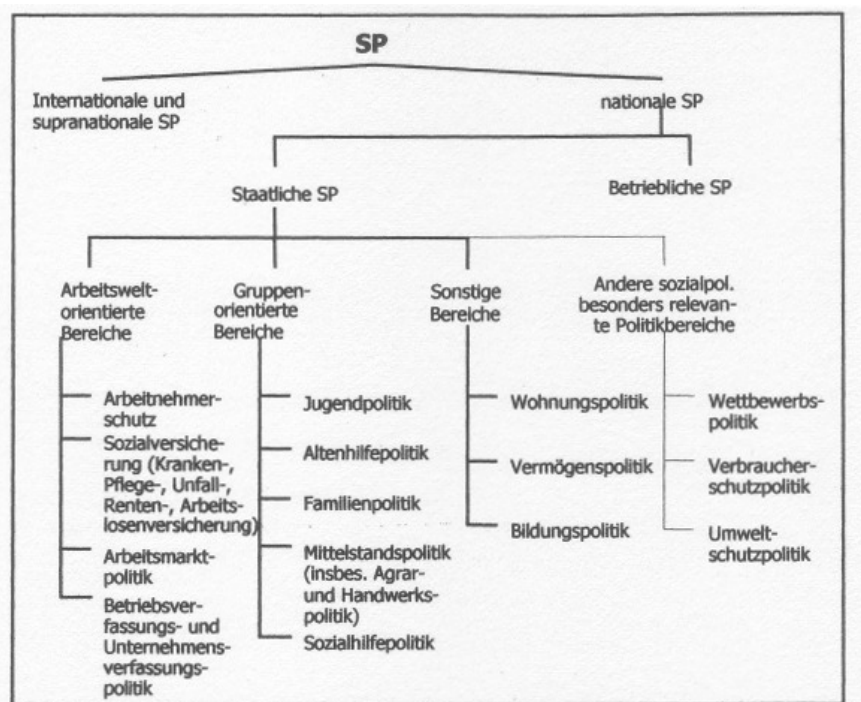 SP
Internationale und
supranationale SP
nationale SP
Staatliche SP
Betriebliche SP
Arbeitswelt-
orientierte
Bereiche
Arbeitnehmer-
schutz
Sozialversiche-
rung (Kranken-,
Pflege-, Unfall-,
Renten-, Arbeits-
losenversicherung)
Arbeitsmarkt-
politik
Betriebsver-
fassungs- und
Unternehmens-
verfassungs-
politik
Gruppen-
orientierte
Bereiche
Jugendpolitik
Altenhilfepolitik
Familienpolitik
Mittelstandspolitik
(insbes. Agrar-
und Handwerks-
politik)
Sozialhilfepolitik
Sonstige
Bereiche
Wohnungspolitik
Vermögenspolitik
Bildungspolitik
Andere sozialpol.
besonders relevan-
te Politikbereiche
Wettbewerbs-
politik
Verbraucher-
schutzpolitik
Umwelt-
schutzpolitik